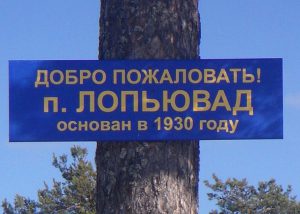 ДОБРО ПОЖАЛОВАТЬ!
п. ЛОПЬЮВАД
основан в 1930 году